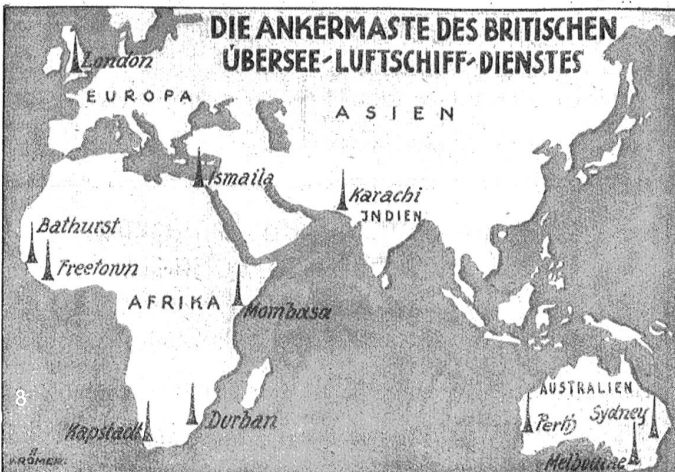 DIE ANKERMASTE DES BRITISCHEN
ÜBERSEE-LUFTSCHIFF-DIENSTES
London
EUROPA
ASIEN
Ismaila
Karachi
INDIEN
Bathurst
Freetown
AFRIKA
Mombasa
8
AUSTRALIEN
Perth
Sydney
Kapstadt
Durban
Melbourne
RÖMER.